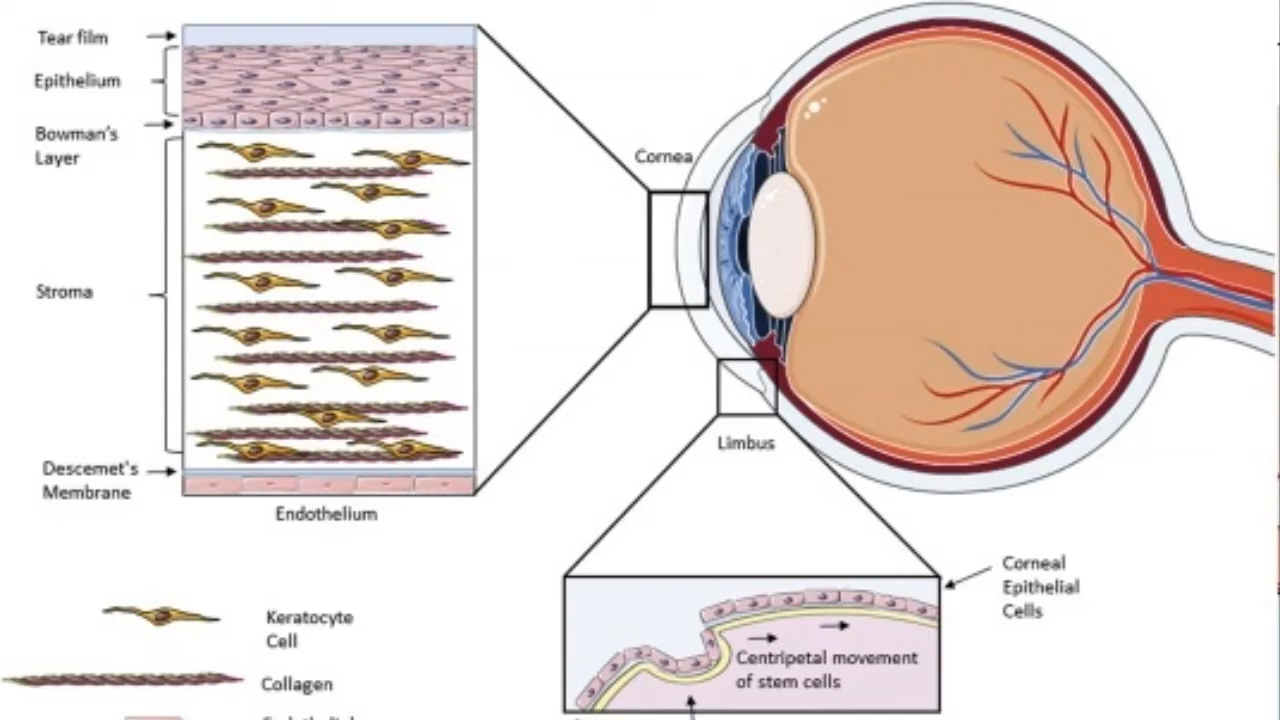 Tear film
Epithelium
Bowman's
Layer
Stroma
Descemet's
Membrane
Endothelium
Cornea
Limbus
Corneal
Epithelial
Cells
Centripetal movement
of stem cells
Keratocyte
Cell
Collagen